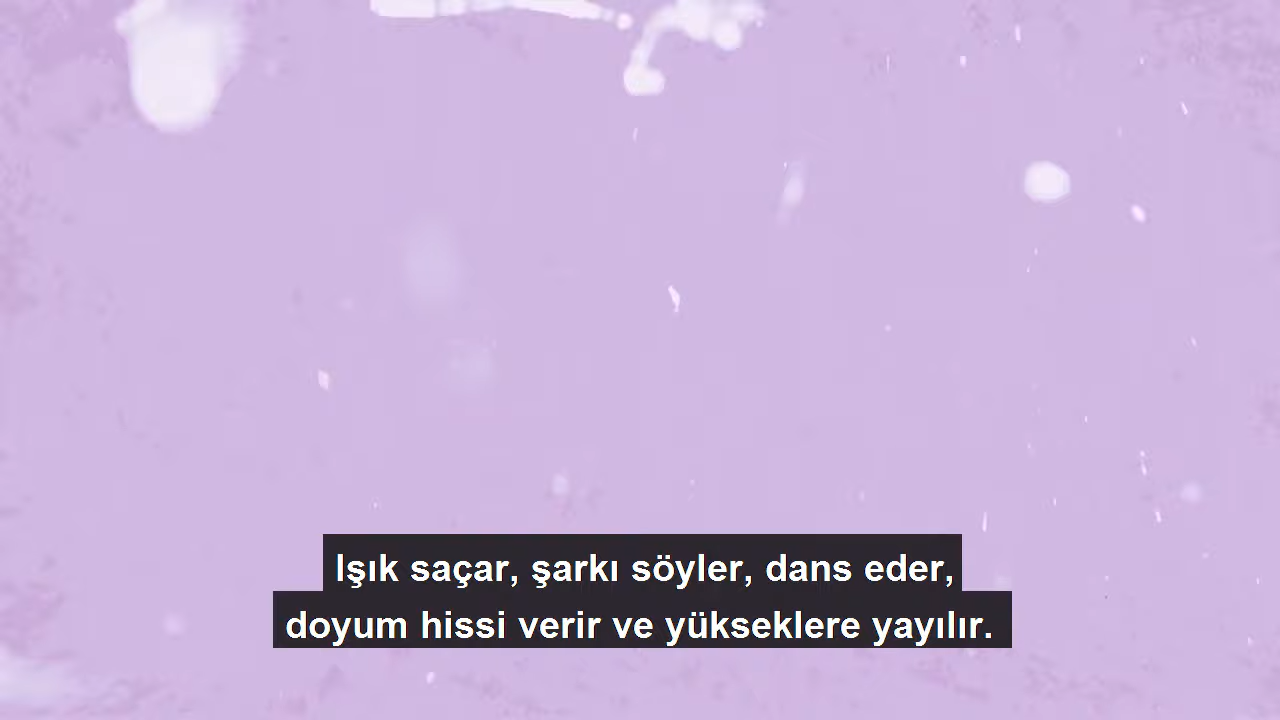 Işık saçar, şarkı söyler, dans eder,
doyum hissi verir ve yükseklere yayılır.